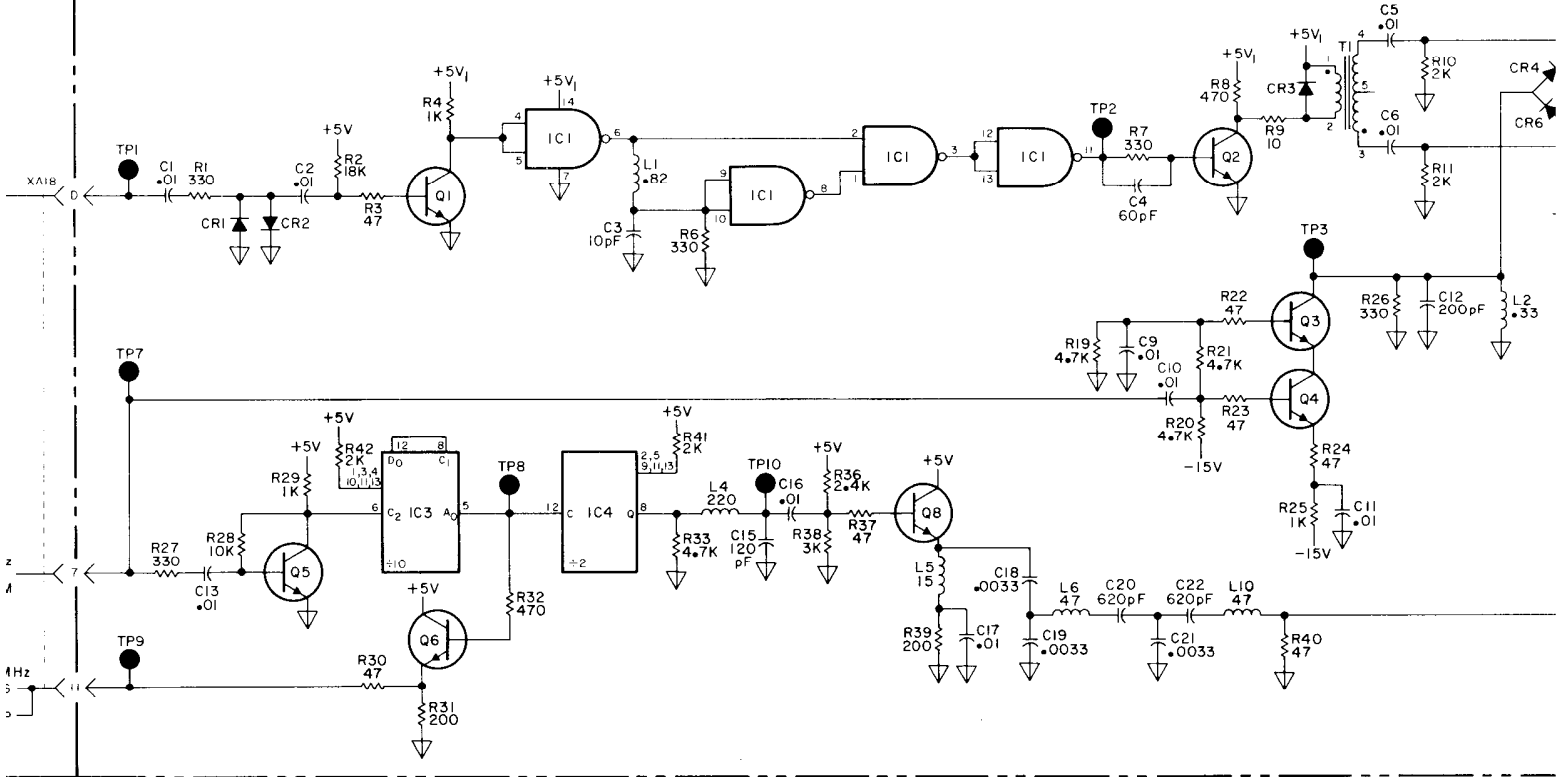 C5
.01
+5V1
T1
4
1
5
2
3
R10
2K
CR4
CR6
CR3
+5V1
R8
470
R9
10
C6
.01
R11
2K
+5V1
R4
1K
+5V1
14
4
5
IC1
6
7
TP1
C1
.01
R1
330
C2
.01
+5V
R2
18K
R3
47
Q1
XA18
D
CR1
CR2
L1
.82
C3
10pF
R6
330
9
10
IC1
8
2
1
IC1
3
12
13
IC1
11
TP2
R7
330
C4
60pF
Q2
TP3
R22
47
Q3
R26
330
C12
200pF
L2
.33
R19
4.7K
C9
.01
R21
4.7K
C10
.01
R20
4.7K
-15V
R23
47
Q4
R24
47
R25
1K
-15V
C11
.01
TP7
+5V
R29
1K
+5V
R42
2K
1,3,4
10,11,13
12
8
D0
C1
6
C2
IC3
A0
5
÷10
TP8
+5V
R41
2K
2,5
9,11,13
12
C
IC4
Q
8
÷2
L4
220
TP10
C16
.01
+5V
R36
2.4K
R37
47
+5V
Q8
R33
4.7K
C15
120
pF
R38
3K
R27
330
C13
.01
R28
10K
Q5
z
M
7
+5V
Q6
R32
470
L5
15
C18
.0033
R39
200
C17
.01
C19
.0033
L6
47
C20
620pF
C22
620pF
L10
47
C21
.0033
R40
47
TP9
MHz
S
P
11
R30
47
R31
200